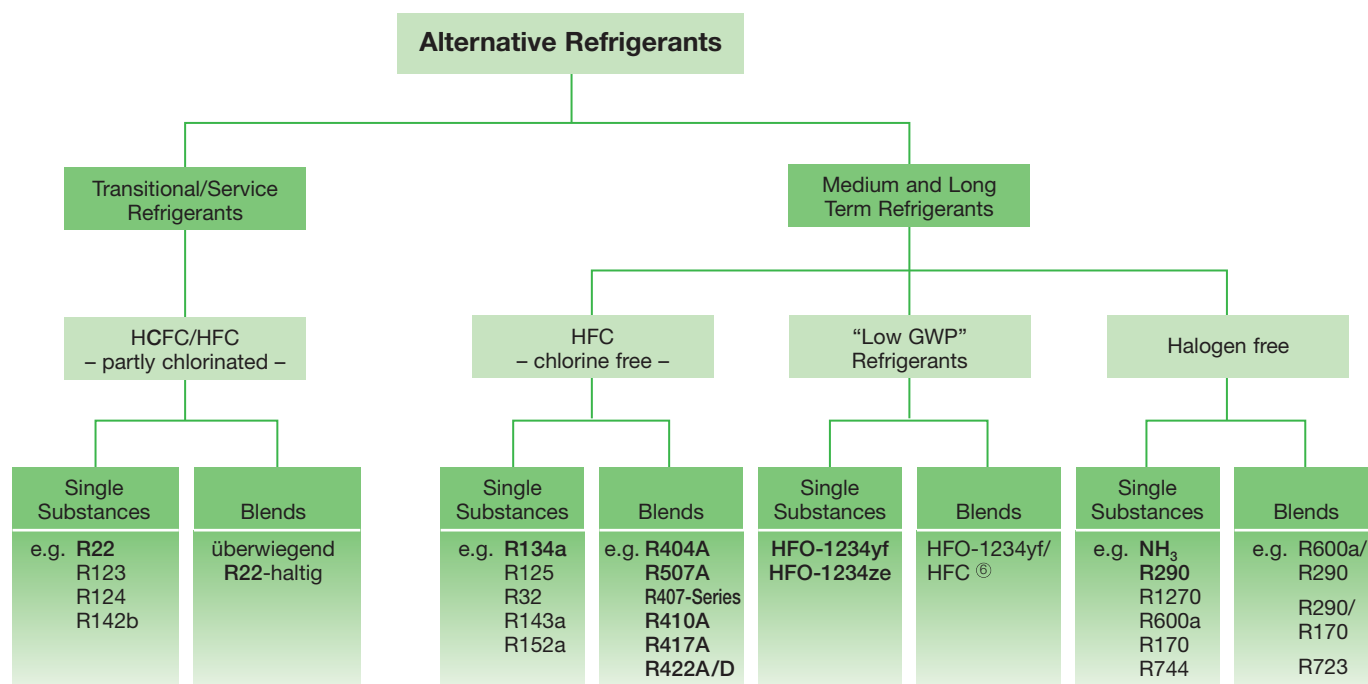 Alternative Refrigerants
Transitional/Service
Refrigerants
Medium and Long
Term Refrigerants
HCFC/HFC
– partly chlorinated –
HFC
– chlorine free –
“Low GWP”
Refrigerants
Halogen free
Single
Substances
Blends
Single
Substances
Blends
Single
Substances
Blends
Single
Substances
Blends
e.g. R22
R123
R124
R142b
überwiegend
R22-haltig
e.g. R134a
R125
R32
R143a
R152a
e.g. R404A
R507A
R407-Series
R410A
R417A
R422A/D
HFO-1234yf
HFO-1234ze
HFO-1234yf/
HFC ⑥
e.g. NH₃
R290
R1270
R600a
R170
R744
e.g. R600a/
R290
R290/
R170
R723